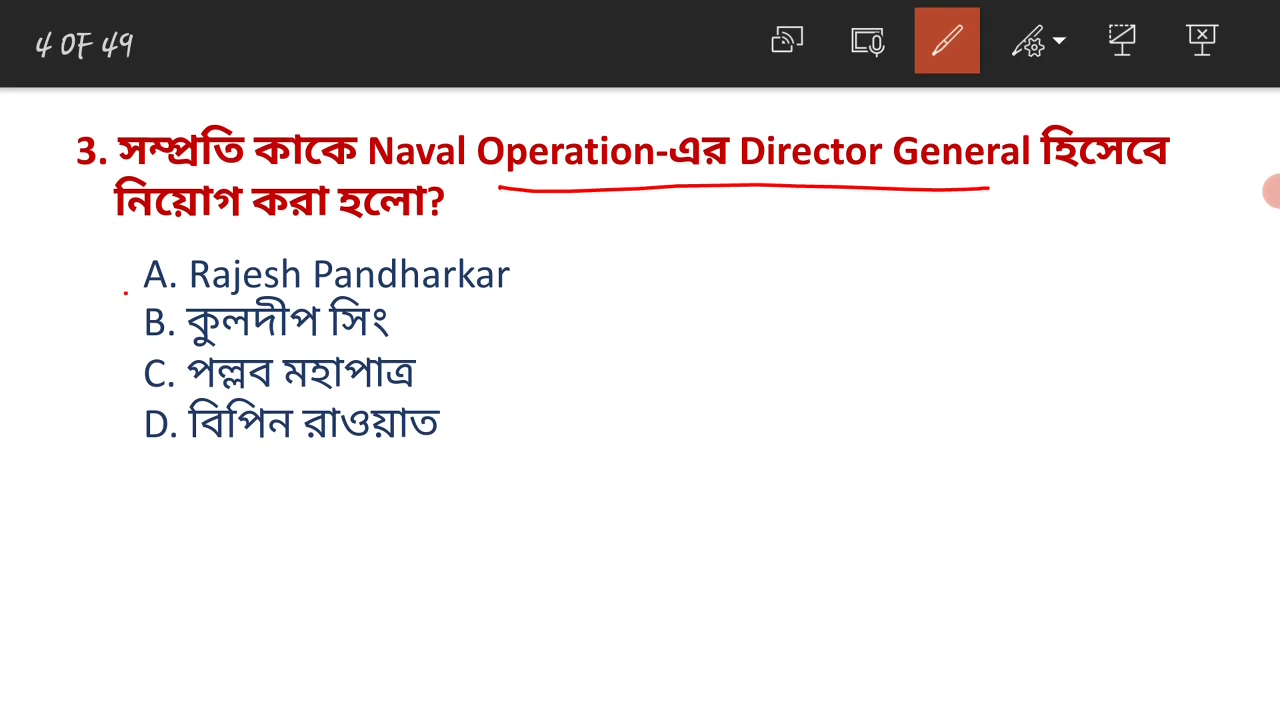 4 OF 49
3. সম্প্রতি কাকে Naval Operation-এর Director General হিসেবে
নিয়োগ করা হলো?
A. Rajesh Pandharkar
B. কুলদীপ সিং
C. পল্লব মহাপাত্র
D. বিপিন রাওয়াত